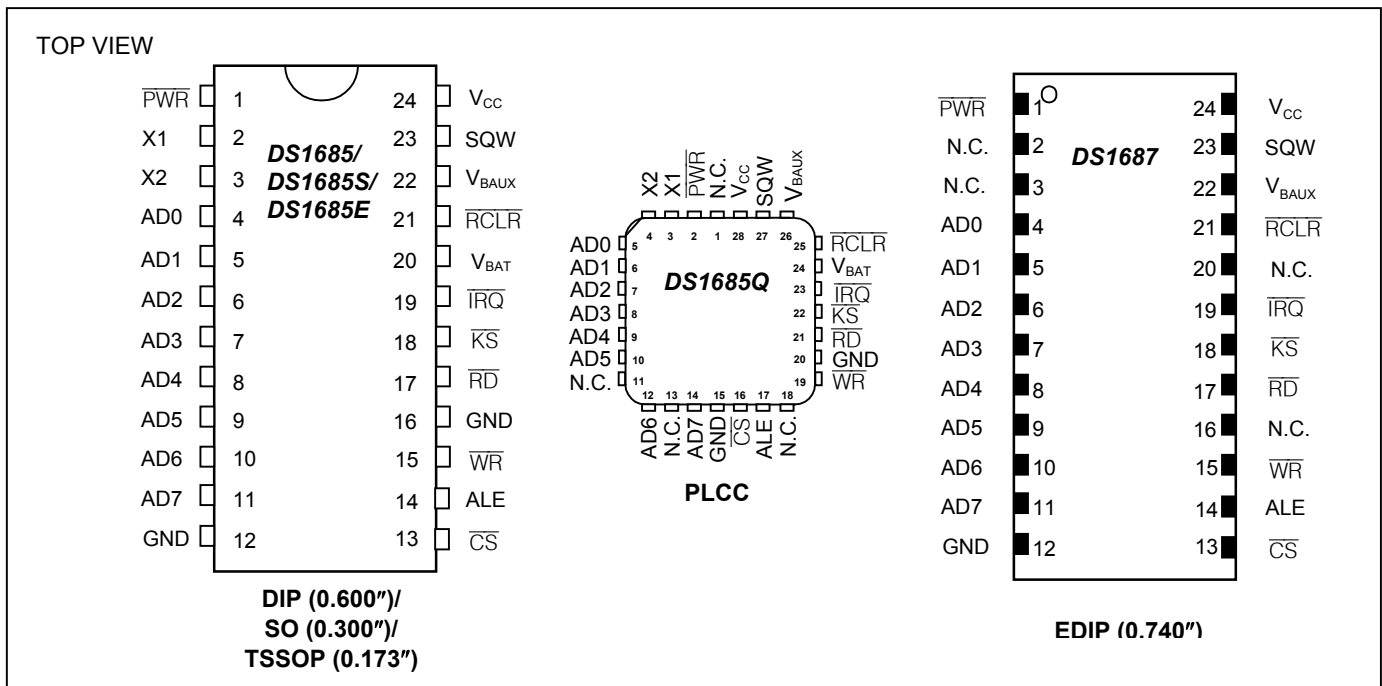 TOP VIEW
PWR 1 24 VCC
X1 2 23 SQW
X2 3 22 VBAUX
AD0 4 21 RCLR
AD1 5 20 VBAT
AD2 6 19 IRQ
AD3 7 18 KS
AD4 8 17 RD
AD5 9 16 GND
AD6 10 15 WR
AD7 11 14 ALE
GND 12 13 CS
DS1685/
DS1685S/
DS1685E
DIP (0.600″)/
SO (0.300″)/
TSSOP (0.173″)
X2 X1 PWR N.C. VCC SQW VBAUX
4 3 2 1 28 27 26
AD0 5 25 RCLR
AD1 6 24 VBAT
AD2 7 23 IRQ
AD3 8 22 KS
AD4 9 21 RD
AD5 10 20 GND
N.C. 11 19 WR
DS1685Q
12 13 14 15 16 17 18
AD6 N.C. AD7 GND CS ALE N.C.
PLCC
PWR 1 24 VCC
N.C. 2 23 SQW
N.C. 3 22 VBAUX
AD0 4 21 RCLR
AD1 5 20 N.C.
AD2 6 19 IRQ
AD3 7 18 KS
AD4 8 17 RD
AD5 9 16 N.C.
AD6 10 15 WR
AD7 11 14 ALE
GND 12 13 CS
DS1687
EDIP (0.740″)